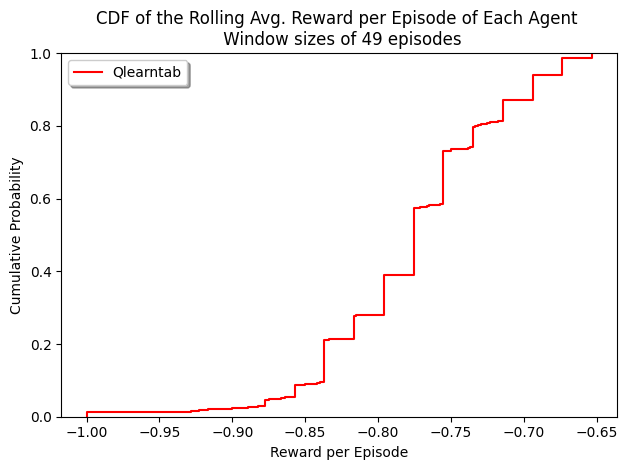 CDF of the Rolling Avg. Reward per Episode of Each Agent
Window sizes of 49 episodes
Qlearntab
Cumulative Probability
1.0
0.8
0.6
0.4
0.2
0.0
−1.00 −0.95 −0.90 −0.85 −0.80 −0.75 −0.70 −0.65
Reward per Episode